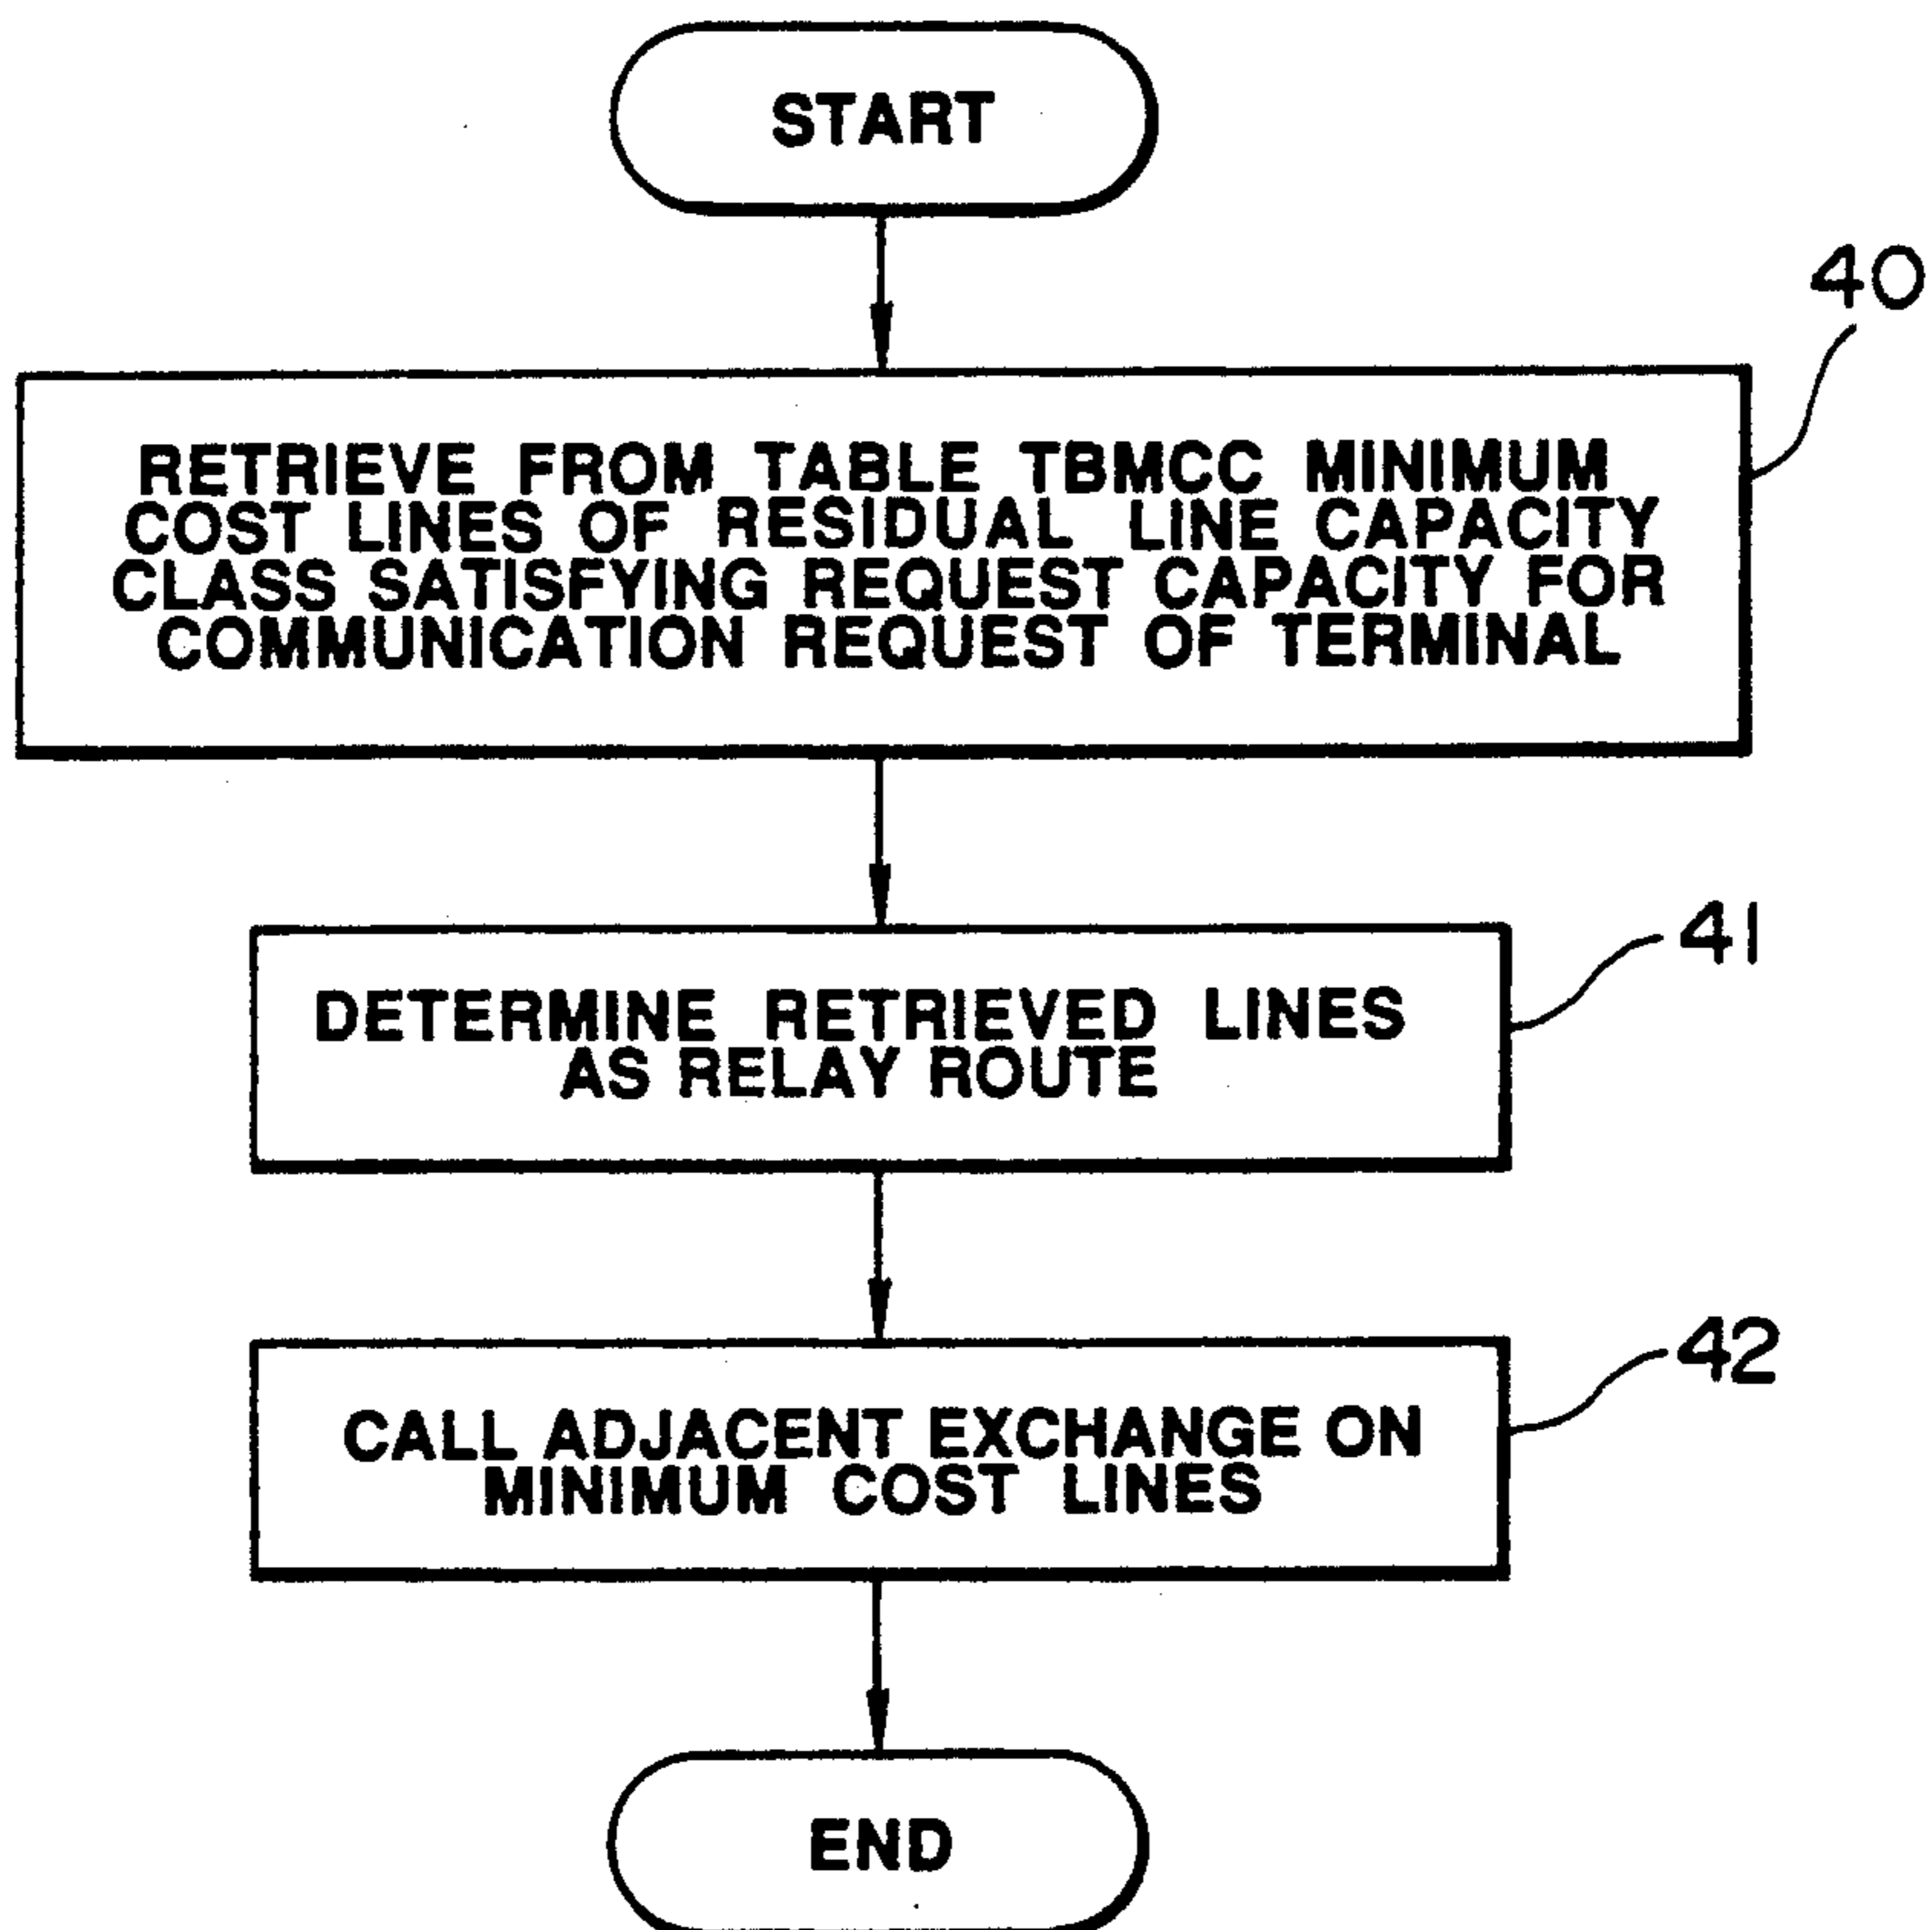 START
40
RETRIEVE FROM TABLE TBMCC MINIMUM
COST LINES OF RESIDUAL LINE CAPACITY
CLASS SATISFYING REQUEST CAPACITY FOR
COMMUNICATION REQUEST OF TERMINAL
41
DETERMINE RETRIEVED LINES
AS RELAY ROUTE
42
CALL ADJACENT EXCHANGE ON
MINIMUM COST LINES
END